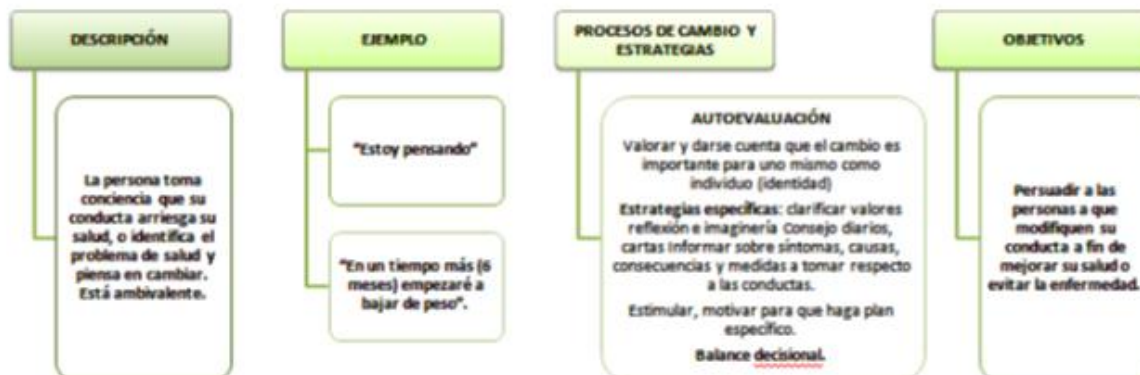 DESCRIPCIÓN
La persona toma
conciencia que su
conducta arriesga su
salud, o identifica el
problema de salud y
piensa en cambiar.
Está ambivalente.
EJEMPLO
"Estoy pensando"
"En un tiempo más (6
meses) empezaré a
bajar de peso".
PROCESOS DE CAMBIO Y
ESTRATEGIAS
AUTOEVALUACIÓN
Valorar y darse cuenta que el cambio es
importante para uno mismo como
individuo (identidad)
Estrategias específicas: clarificar valores
reflexión e imaginería Consejo diarios,
cartas Informar sobre síntomas, causas,
consecuencias y medidas a tomar respecto
a las conductas.
Estimular, motivar para que haga plan
específico.
Balance decisional.
OBJETIVOS
Persuadir a las
personas a que
modifiquen su
conducta a fin de
mejorar su salud o
evitar la enfermedad.